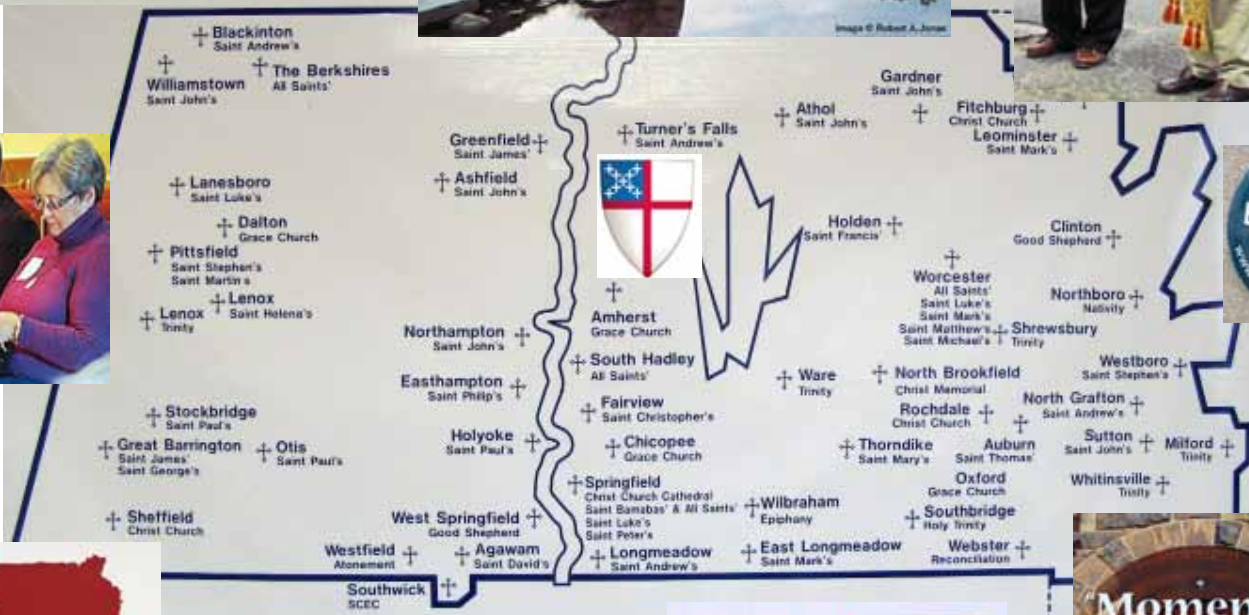 Image © Robert A. Jonas
Blackinton
Saint Andrew's
Williamstown
Saint John's
The Berkshires
All Saints'
Gardner
Saint John's
Athol
Saint John's
Fitchburg
Christ Church
Leominster
Saint Mark's
Greenfield
Saint James'
Turner's Falls
Saint Andrew's
Ashfield
Saint John's
Lanesboro
Saint Luke's
Dalton
Grace Church
Pittsfield
Saint Stephen's
Saint Martin's
Lenox
Saint Helena's
Lenox
Trinity
Holden
Saint Francis'
Clinton
Good Shepherd
Worcester
All Saints'
Saint Luke's
Saint Mark's
Saint Matthew's
Saint Michael's
Northboro
Nativity
Shrewsbury
Trinity
Amherst
Grace Church
Northampton
Saint John's
South Hadley
All Saints'
Westboro
Saint Stephen's
Easthampton
Saint Philip's
Ware
Trinity
North Brookfield
Christ Memorial
North Grafton
Saint Andrew's
Fairview
Saint Christopher's
Rochdale
Christ Church
Stockbridge
Saint Paul's
Great Barrington
Saint James'
Saint George's
Otis
Saint Paul's
Holyoke
Saint Paul's
Chicopee
Grace Church
Thorndike
Saint Mary's
Auburn
Saint Thomas'
Sutton
Saint John's
Milford
Trinity
Springfield
Christ Church Cathedral
Saint Barnabas' & All Saints'
Saint Luke's
Saint Peter's
Oxford
Grace Church
Whitinsville
Trinity
Wilbraham
Epiphany
Southbridge
Holy Trinity
Sheffield
Christ Church
West Springfield
Good Shepherd
Westfield
Atonement
Agawam
Saint David's
Longmeadow
Saint Andrew's
East Longmeadow
Saint Mark's
Webster
Reconciliation
Southwick
SCEC